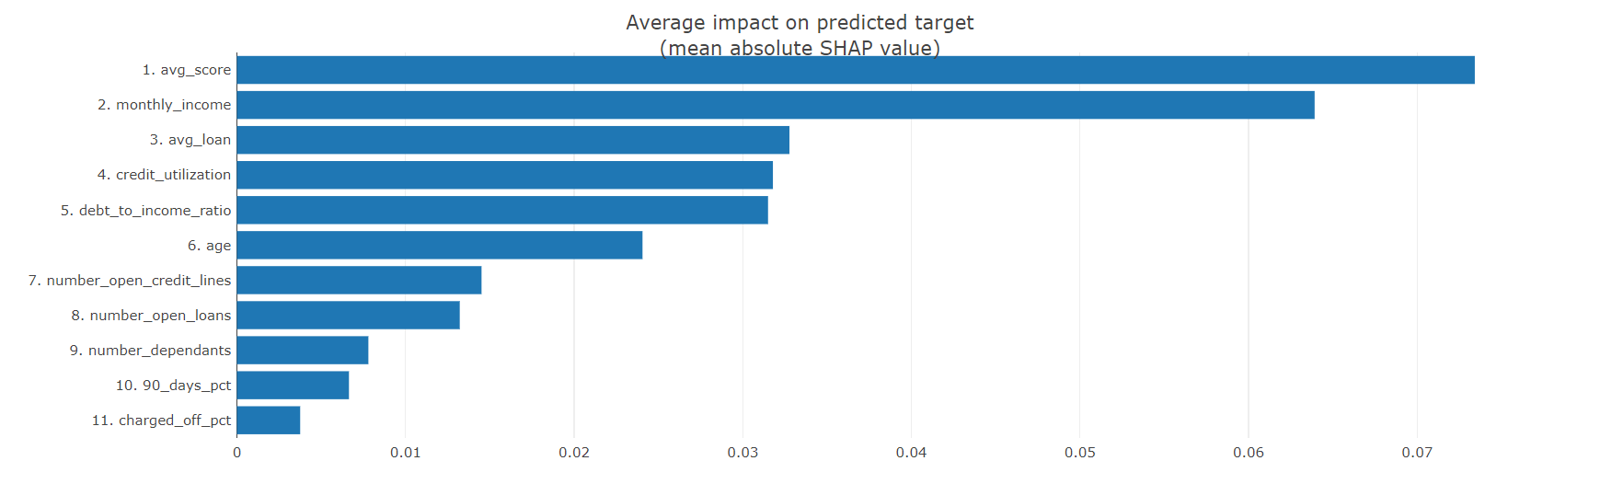 Average impact on predicted target
(mean absolute SHAP value)
1. avg_score
2. monthly_income
3. avg_loan
4. credit_utilization
5. debt_to_income_ratio
6. age
7. number_open_credit_lines
8. number_open_loans
9. number_dependants
10. 90_days_pct
11. charged_off_pct
0 0.01 0.02 0.03 0.04 0.05 0.06 0.07